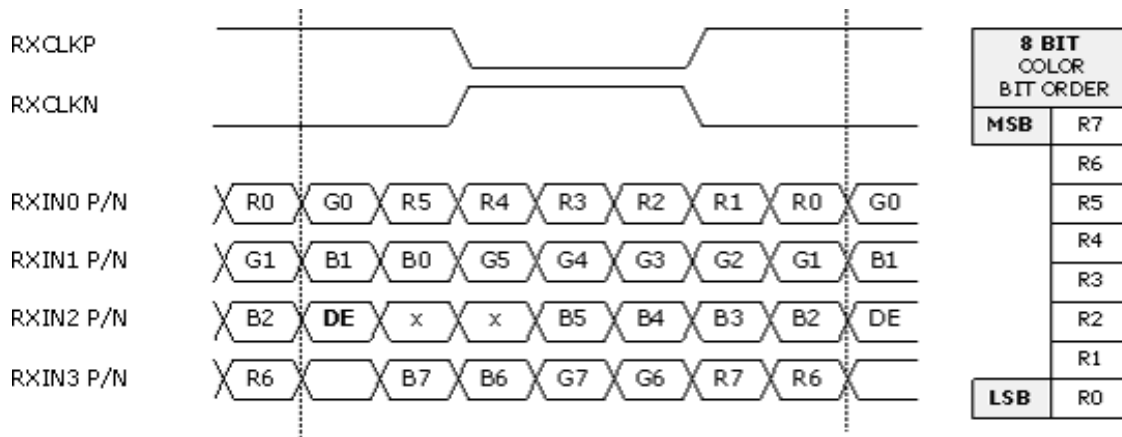 RXCLKP
RXCLKN
RXIN0 P/N R0 G0 R5 R4 R3 R2 R1 R0 G0
RXIN1 P/N G1 B1 B0 G5 G4 G3 G2 G1 B1
RXIN2 P/N B2 DE x x B5 B4 B3 B2 DE
RXIN3 P/N R6 B7 B6 G7 G6 R7 R6
8 BIT
COLOR
BIT ORDER
MSB R7
R6
R5
R4
R3
R2
R1
LSB R0